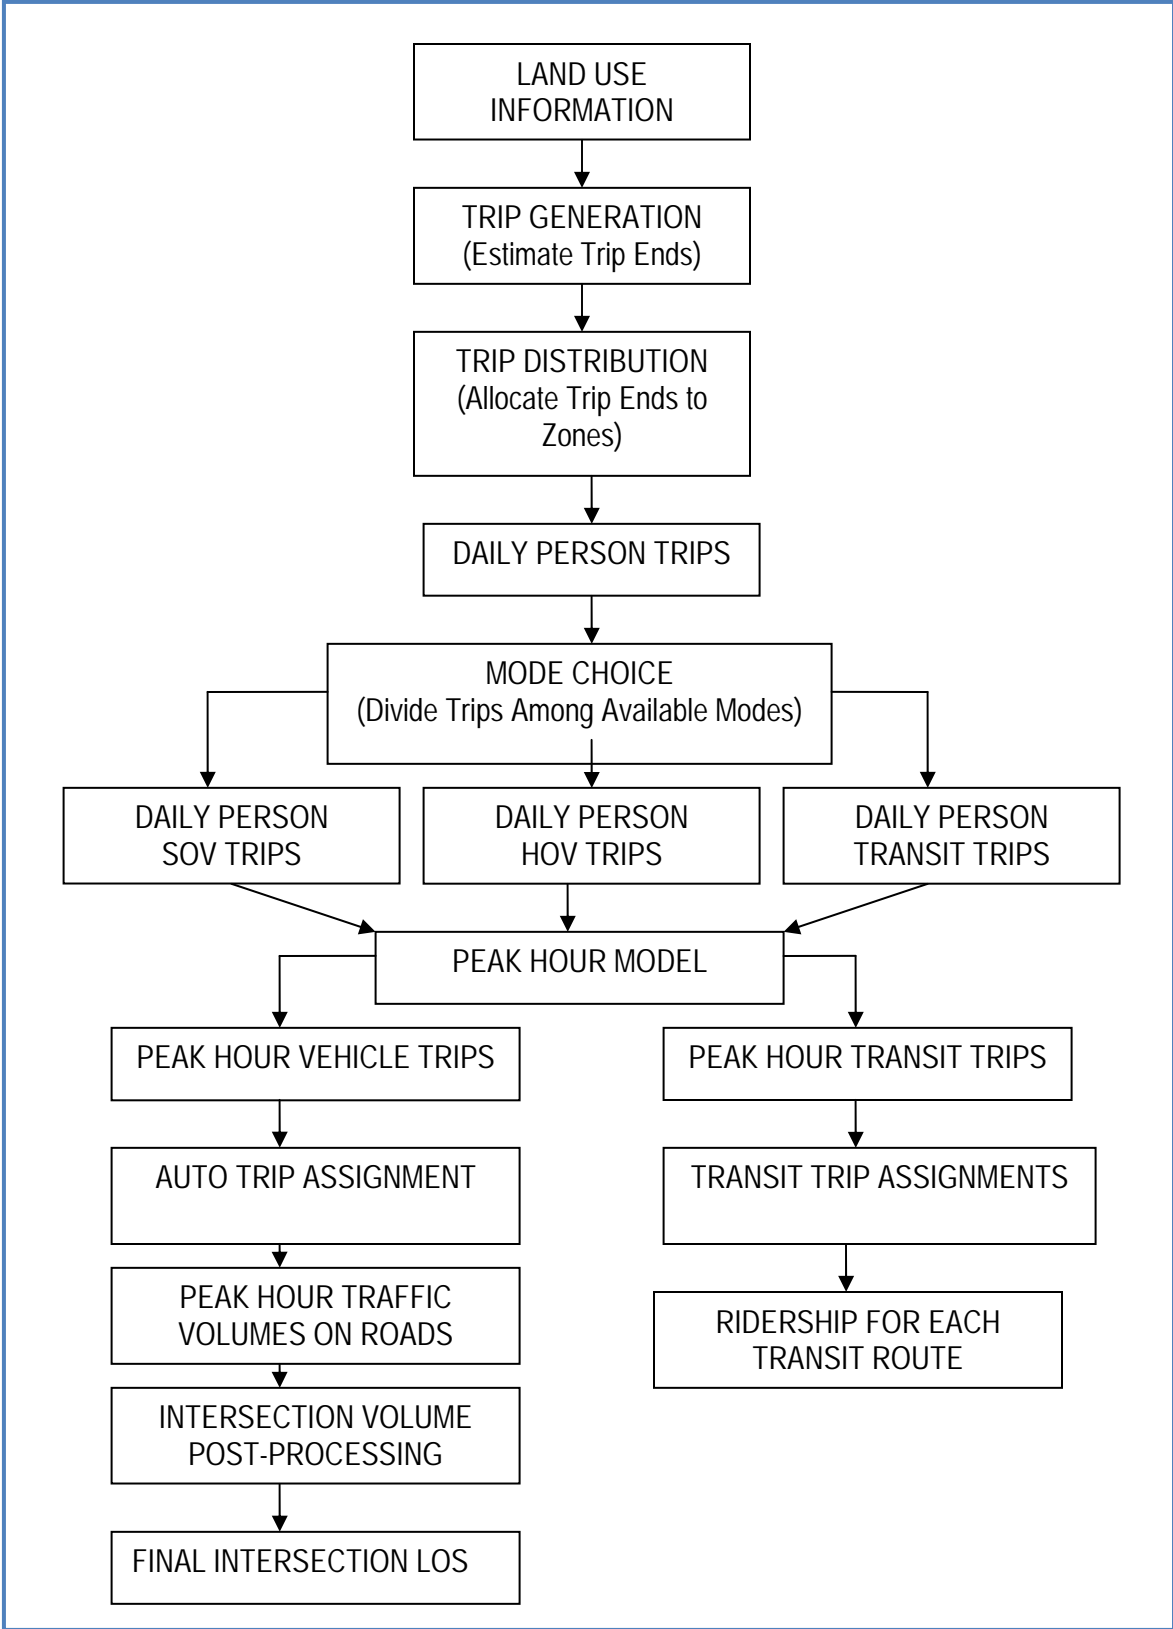 LAND USE
INFORMATION
TRIP GENERATION
(Estimate Trip Ends)
TRIP DISTRIBUTION
(Allocate Trip Ends to
Zones)
DAILY PERSON TRIPS
MODE CHOICE
(Divide Trips Among Available Modes)
DAILY PERSON
SOV TRIPS
DAILY PERSON
HOV TRIPS
DAILY PERSON
TRANSIT TRIPS
PEAK HOUR MODEL
PEAK HOUR VEHICLE TRIPS
PEAK HOUR TRANSIT TRIPS
AUTO TRIP ASSIGNMENT
TRANSIT TRIP ASSIGNMENTS
PEAK HOUR TRAFFIC
VOLUMES ON ROADS
RIDERSHIP FOR EACH
TRANSIT ROUTE
INTERSECTION VOLUME
POST-PROCESSING
FINAL INTERSECTION LOS